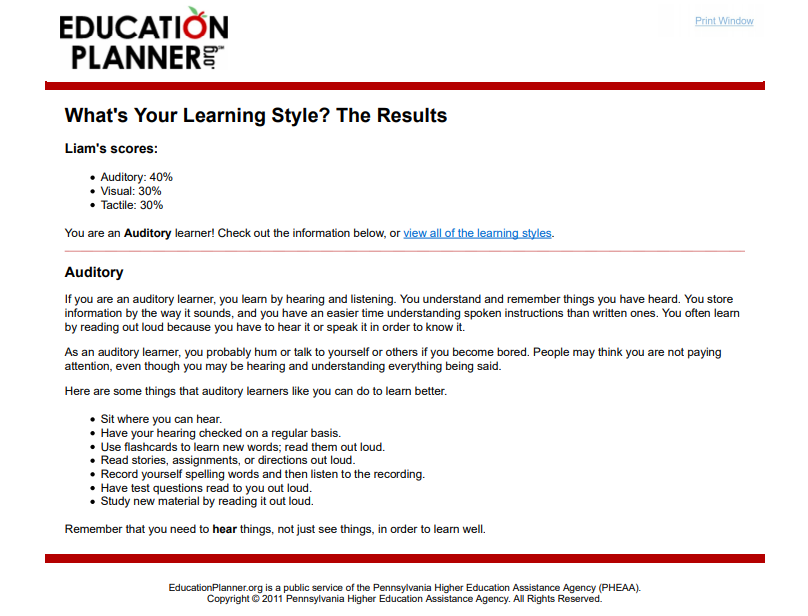 Print Window
EDUCATION
PLANNER.org℠
What's Your Learning Style? The Results
Liam's scores:
• Auditory: 40%
• Visual: 30%
• Tactile: 30%
You are an Auditory learner! Check out the information below, or view all of the learning styles.
Auditory
If you are an auditory learner, you learn by hearing and listening. You understand and remember things you have heard. You store
information by the way it sounds, and you have an easier time understanding spoken instructions than written ones. You often learn
by reading out loud because you have to hear it or speak it in order to know it.
As an auditory learner, you probably hum or talk to yourself or others if you become bored. People may think you are not paying
attention, even though you may be hearing and understanding everything being said.
Here are some things that auditory learners like you can do to learn better.
• Sit where you can hear.
• Have your hearing checked on a regular basis.
• Use flashcards to learn new words; read them out loud.
• Read stories, assignments, or directions out loud.
• Record yourself spelling words and then listen to the recording.
• Have test questions read to you out loud.
• Study new material by reading it out loud.
Remember that you need to hear things, not just see things, in order to learn well.
EducationPlanner.org is a public service of the Pennsylvania Higher Education Assistance Agency (PHEAA).
Copyright © 2011 Pennsylvania Higher Education Assistance Agency. All Rights Reserved.